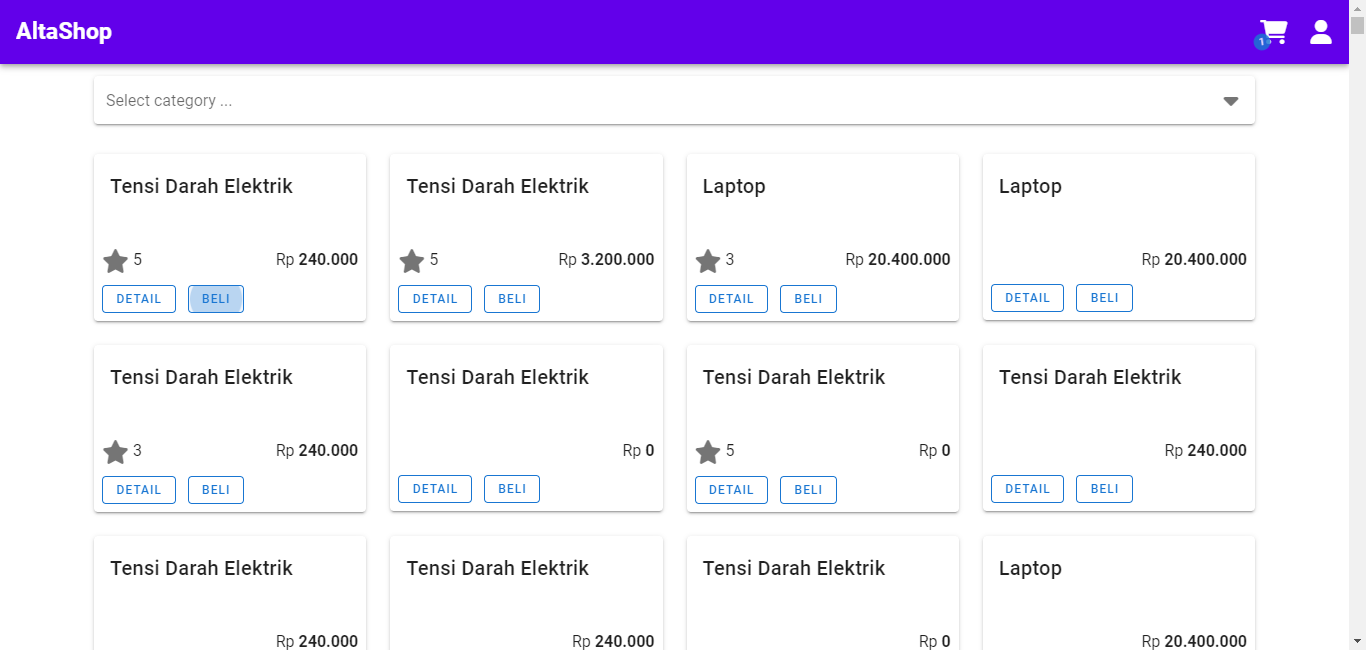 AltaShop
1
Select category ...
Tensi Darah Elektrik
5
Rp 240.000
DETAIL BELI
Tensi Darah Elektrik
5
Rp 3.200.000
DETAIL BELI
Laptop
3
Rp 20.400.000
DETAIL BELI
Laptop
Rp 20.400.000
DETAIL BELI
Tensi Darah Elektrik
3
Rp 240.000
DETAIL BELI
Tensi Darah Elektrik
Rp 0
DETAIL BELI
Tensi Darah Elektrik
5
Rp 0
DETAIL BELI
Tensi Darah Elektrik
Rp 240.000
DETAIL BELI
Tensi Darah Elektrik
Rp 240.000
Tensi Darah Elektrik
Rp 240.000
Tensi Darah Elektrik
Rp 0
Laptop
Rp 20.400.000